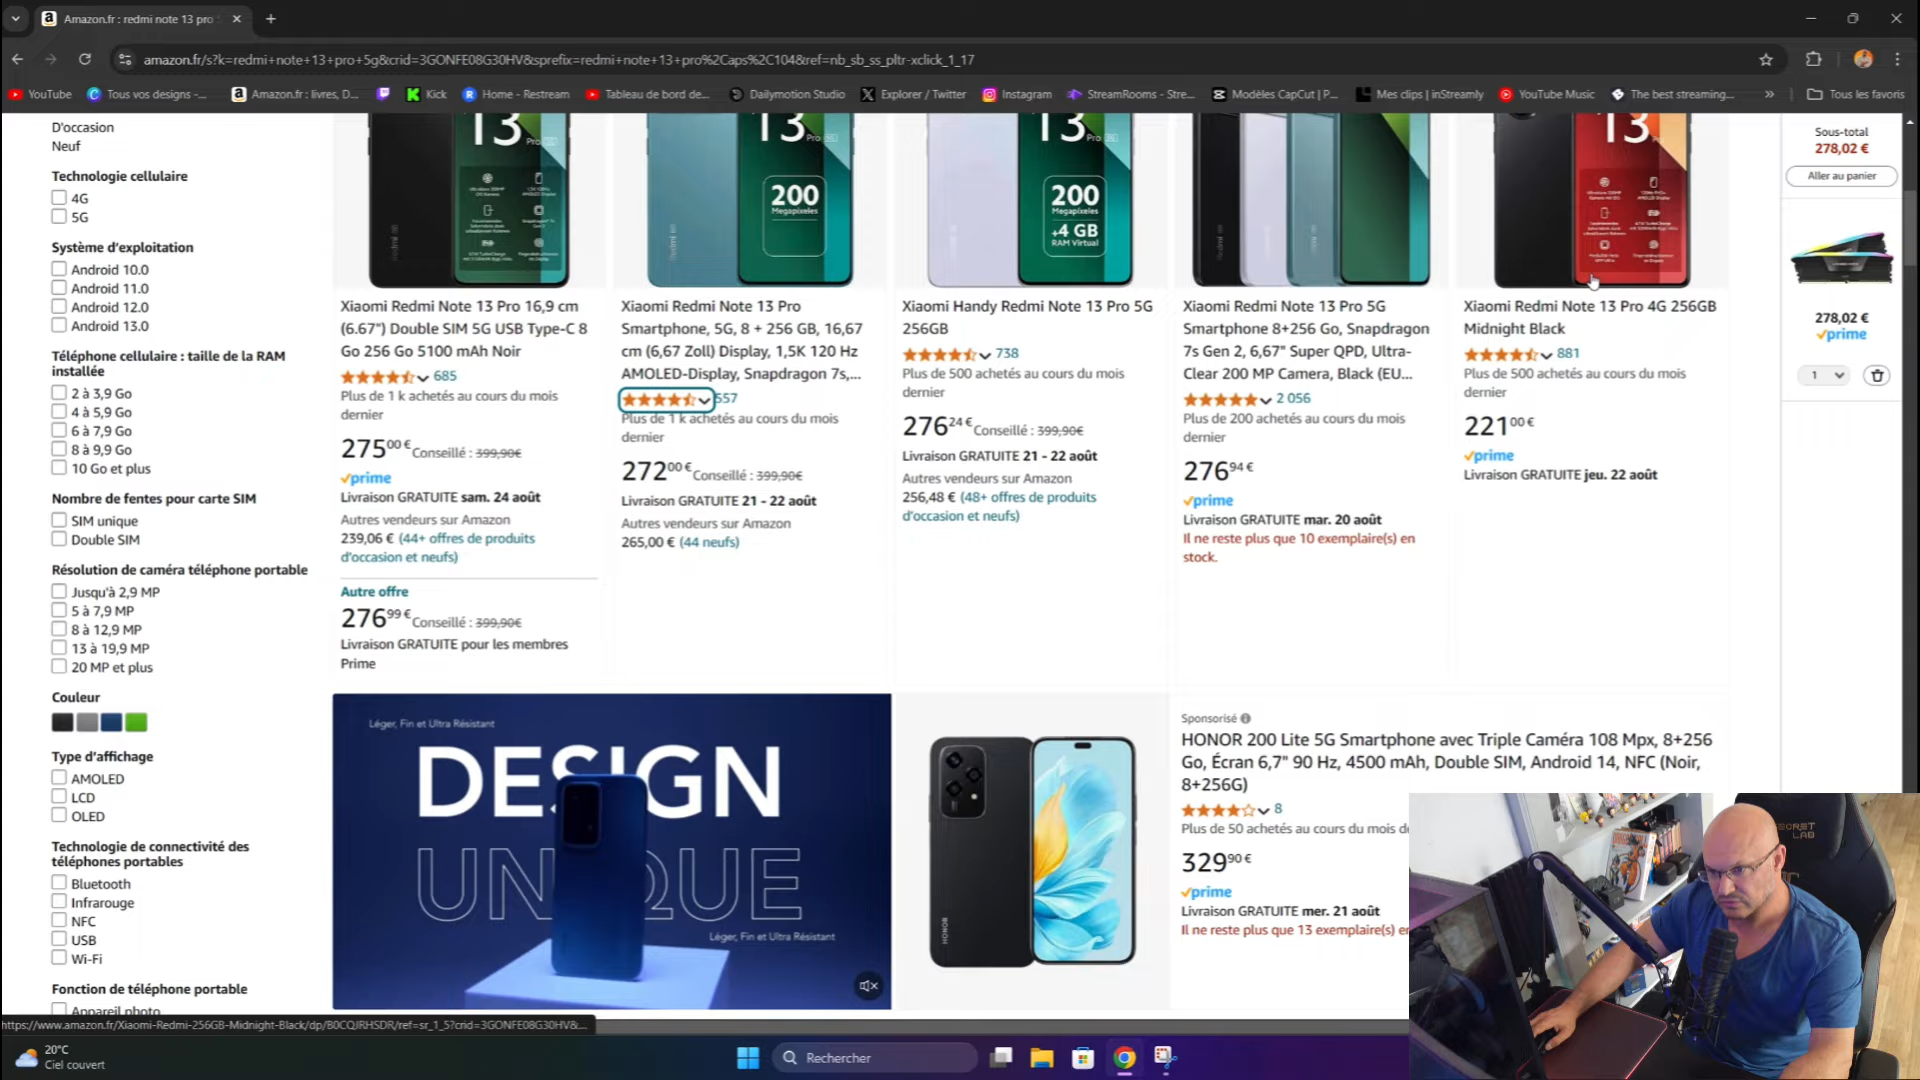 Amazon.fr : redmi note 13 pro
amazon.fr/s?k=redmi+note+13+pro+5g&crid=3GONFE08G30HV&sprefix=redmi+note+13+pro%2Caps%2C104&ref=nb_sb_ss_pltr-xclick_1_17
YouTube
Tous vos designs -...
Amazon.fr : livres, D...
Kick
Home - Restream
Tableau de bord de...
Dailymotion Studio
Explorer / Twitter
Instagram
StreamRooms - Stre...
Modèles CapCut | P...
Mes clips | inStreamly
YouTube Music
The best streaming...
»
Tous les favoris
D'occasion
Neuf
Technologie cellulaire
4G
5G
Système d'exploitation
Android 10.0
Android 11.0
Android 12.0
Android 13.0
Téléphone cellulaire : taille de la RAM
installée
2 à 3,9 Go
4 à 5,9 Go
6 à 7,9 Go
8 à 9,9 Go
10 Go et plus
Nombre de fentes pour carte SIM
SIM unique
Double SIM
Résolution de caméra téléphone portable
Jusqu'à 2,9 MP
5 à 7,9 MP
8 à 12,9 MP
13 à 19,9 MP
20 MP et plus
Couleur
Type d'affichage
AMOLED
LCD
OLED
Technologie de connectivité des
téléphones portables
Bluetooth
Infrarouge
NFC
USB
Wi-Fi
Fonction de téléphone portable
Appareil photo
13 Pro
Xiaomi Redmi Note 13 Pro 16,9 cm
(6.67") Double SIM 5G USB Type-C 8
Go 256 Go 5100 mAh Noir
685
Plus de 1 k achetés au cours du mois
dernier
275,00 € Conseillé : 399,90€
prime
Livraison GRATUITE sam. 24 août
Autres vendeurs sur Amazon
239,06 € (44+ offres de produits
d'occasion et neufs)
Autre offre
276,99 € Conseillé : 399,90€
Livraison GRATUITE pour les membres
Prime
13 Pro
200
Megapixeles
Xiaomi Redmi Note 13 Pro
Smartphone, 5G, 8 + 256 GB, 16,67
cm (6,67 Zoll) Display, 1,5K 120 Hz
AMOLED-Display, Snapdragon 7s,...
557
Plus de 1 k achetés au cours du mois
dernier
272,00 € Conseillé : 399,90€
Livraison GRATUITE 21 - 22 août
Autres vendeurs sur Amazon
265,00 € (44 neufs)
13 Pro
200
Megapixeles
+4 GB
RAM Virtual
Xiaomi Handy Redmi Note 13 Pro 5G
256GB
738
Plus de 500 achetés au cours du mois
dernier
276,24 € Conseillé : 399,90€
Livraison GRATUITE 21 - 22 août
Autres vendeurs sur Amazon
256,48 € (48+ offres de produits
d'occasion et neufs)
Xiaomi Redmi Note 13 Pro 5G
Smartphone 8+256 Go, Snapdragon
7s Gen 2, 6,67" Super QPD, Ultra-
Clear 200 MP Camera, Black (EU...
2 056
Plus de 200 achetés au cours du mois
dernier
276,94 €
prime
Livraison GRATUITE mar. 20 août
Il ne reste plus que 10 exemplaire(s) en
stock.
13
Xiaomi Redmi Note 13 Pro 4G 256GB
Midnight Black
881
Plus de 500 achetés au cours du mois
dernier
221,00 €
prime
Livraison GRATUITE jeu. 22 août
Sous-total
278,02 €
Aller au panier
278,02 €
prime
1
Léger, Fin et Ultra Résistant
DESIGN
UNIQUE
Léger, Fin et Ultra Résistant
HONOR
Sponsorisé
HONOR 200 Lite 5G Smartphone avec Triple Caméra 108 Mpx, 8+256
Go, Écran 6,7" 90 Hz, 4500 mAh, Double SIM, Android 14, NFC (Noir,
8+256G)
8
Plus de 50 achetés au cours du mois d
329,90 €
prime
Livraison GRATUITE mer. 21 août
Il ne reste plus que 13 exemplaire(s) e
SECRET
LAB
https://www.amazon.fr/Xiaomi-Redmi-256GB-Midnight-Black/dp/B0CQJRHSDR/ref=sr_1_5?crid=3GONFE08G30HV&...
20°C
Ciel couvert
Rechercher